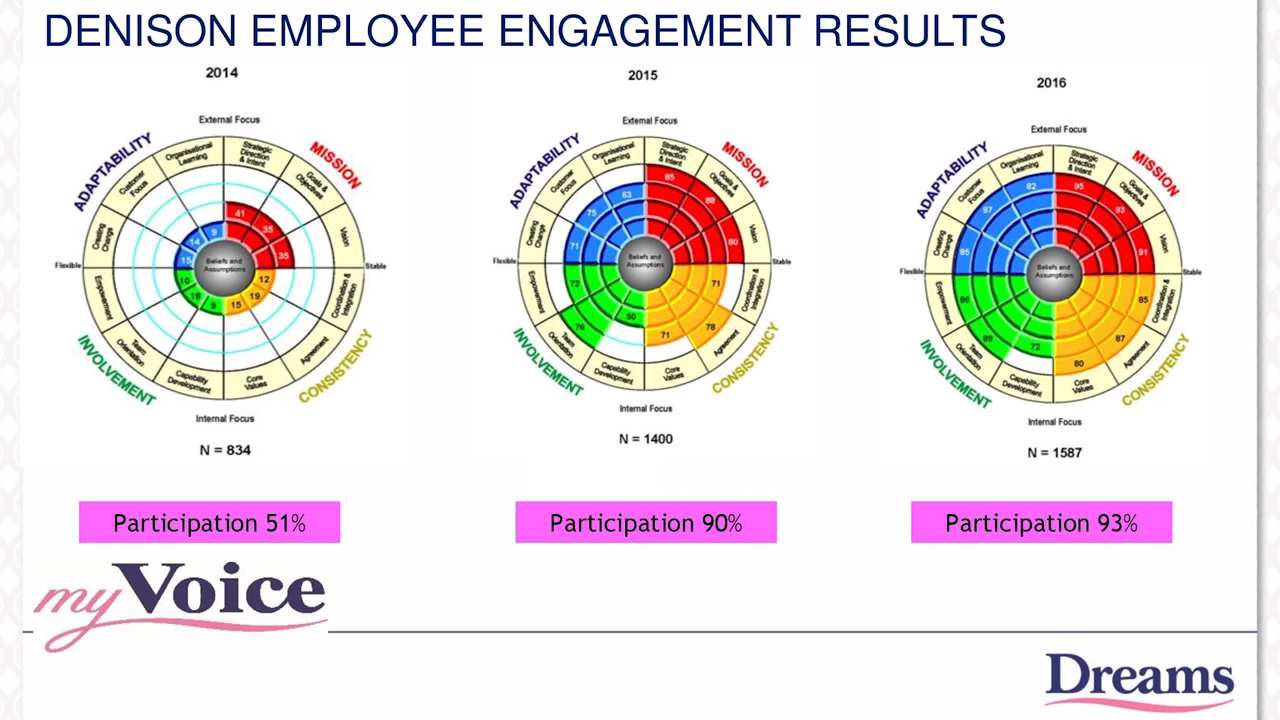 DENISON EMPLOYEE ENGAGEMENT RESULTS
2014
External Focus
ADAPTABILITY
MISSION
Organisational
Learning
Strategic
Direction
& Intent
Customer
Focus
Goals &
Objectives
Creating
Change
Vision
41
35
35
9
14
15
Beliefs and
Assumptions
Flexible
Stable
10
18
9
12
19
15
Empowerment
Coordination &
Integration
Team
Orientation
Agreement
Capability
Development
Core
Values
INVOLVEMENT
CONSISTENCY
Internal Focus
N = 834
Participation 51%
2015
External Focus
ADAPTABILITY
MISSION
Organisational
Learning
Strategic
Direction
& Intent
Customer
Focus
Goals &
Objectives
Creating
Change
Vision
85
88
80
63
75
71
Beliefs and
Assumptions
Flexible
Stable
72
76
50
71
78
71
Empowerment
Coordination &
Integration
Team
Orientation
Agreement
Capability
Development
Core
Values
INVOLVEMENT
CONSISTENCY
Internal Focus
N = 1400
Participation 90%
2016
External Focus
ADAPTABILITY
MISSION
Organisational
Learning
Strategic
Direction
& Intent
Customer
Focus
Goals &
Objectives
Creating
Change
Vision
95
93
91
82
87
85
Beliefs and
Assumptions
Flexible
Stable
86
89
72
85
87
80
Empowerment
Coordination &
Integration
Team
Orientation
Agreement
Capability
Development
Core
Values
INVOLVEMENT
CONSISTENCY
Internal Focus
N = 1587
Participation 93%
myVoice
Dreams